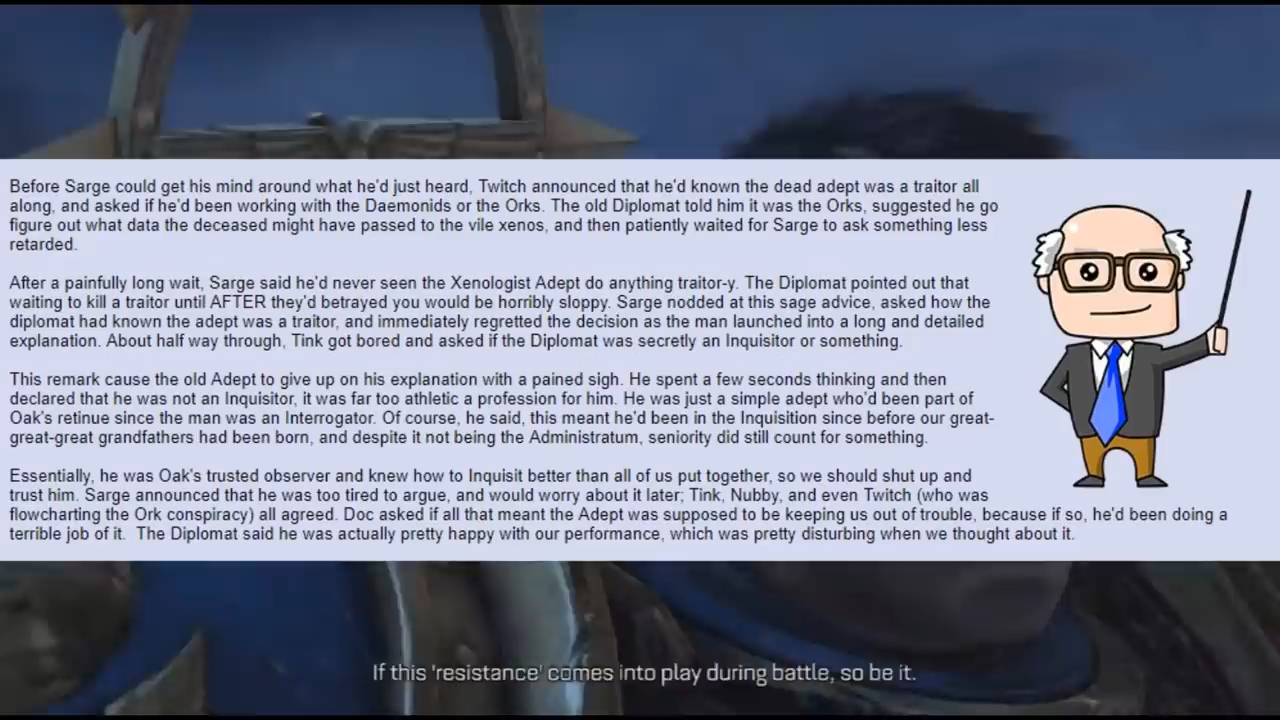 Before Sarge could get his mind around what he'd just heard, Twitch announced that he'd known the dead adept was a traitor all
along, and asked if he'd been working with the Daemonids or the Orks. The old Diplomat told him it was the Orks, suggested he go
figure out what data the deceased might have passed to the vile xenos, and then patiently waited for Sarge to ask something less
retarded.
After a painfully long wait, Sarge said he'd never seen the Xenologist Adept do anything traitor-y. The Diplomat pointed out that
waiting to kill a traitor until AFTER they'd betrayed you would be horribly sloppy. Sarge nodded at this sage advice, asked how the
diplomat had known the adept was a traitor, and immediately regretted the decision as the man launched into a long and detailed
explanation. About half way through, Tink got bored and asked if the Diplomat was secretly an Inquisitor or something.
This remark cause the old Adept to give up on his explanation with a pained sigh. He spent a few seconds thinking and then
declared that he was not an Inquisitor, it was far too athletic a profession for him. He was just a simple adept who'd been part of
Oak's retinue since the man was an Interrogator. Of course, he said, this meant he'd been in the Inquisition since before our great-
great-great grandfathers had been born, and despite it not being the Administratum, seniority did still count for something.
Essentially, he was Oak's trusted observer and knew how to Inquisit better than all of us put together, so we should shut up and
trust him. Sarge announced that he was too tired to argue, and would worry about it later; Tink, Nubby, and even Twitch (who was
flowcharting the Ork conspiracy) all agreed. Doc asked if all that meant the Adept was supposed to be keeping us out of trouble, because if so, he'd been doing a
terrible job of it.  The Diplomat said he was actually pretty happy with our performance, which was pretty disturbing when we thought about it.
If this 'resistance' comes into play during battle, so be it.